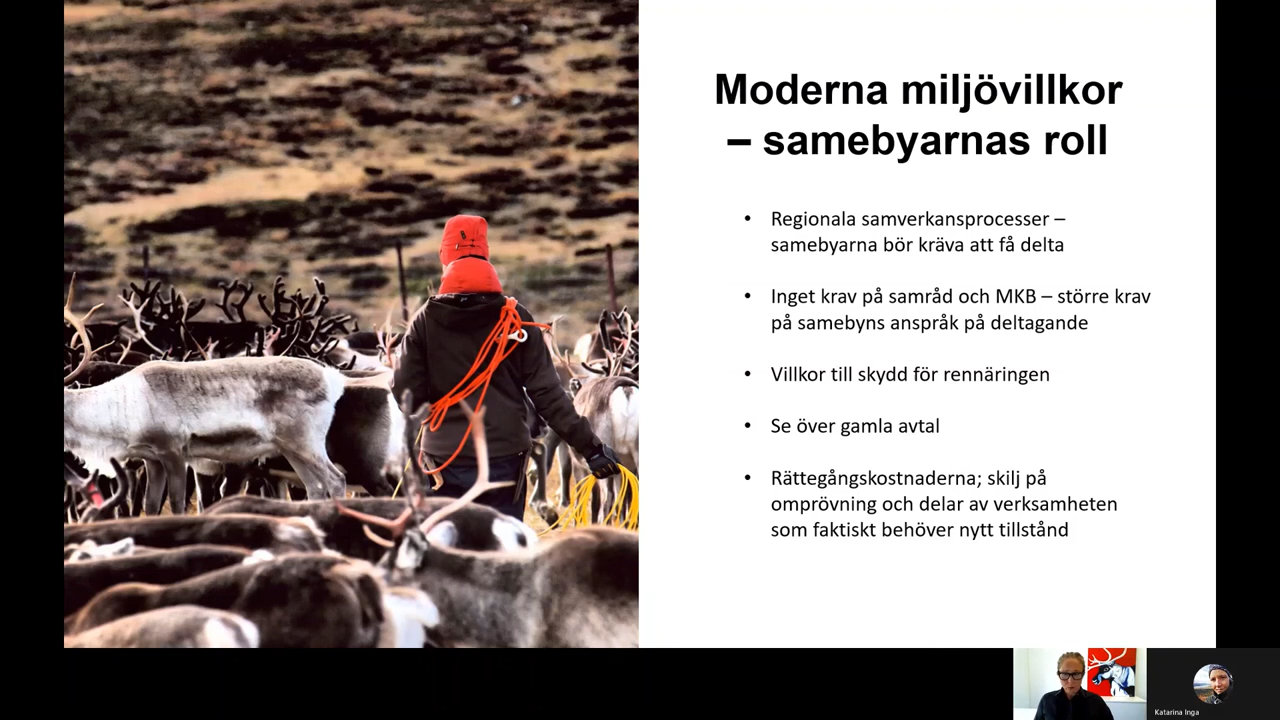 Moderna miljövillkor
– samebyarnas roll
• Regionala samverkansprocesser –
samebyarna bör kräva att få delta
• Inget krav på samråd och MKB – större krav
på samebyns anspråk på deltagande
• Villkor till skydd för rennäringen
• Se över gamla avtal
• Rättegångskostnaderna; skilj på
omprövning och delar av verksamheten
som faktiskt behöver nytt tillstånd
Katarina Inga